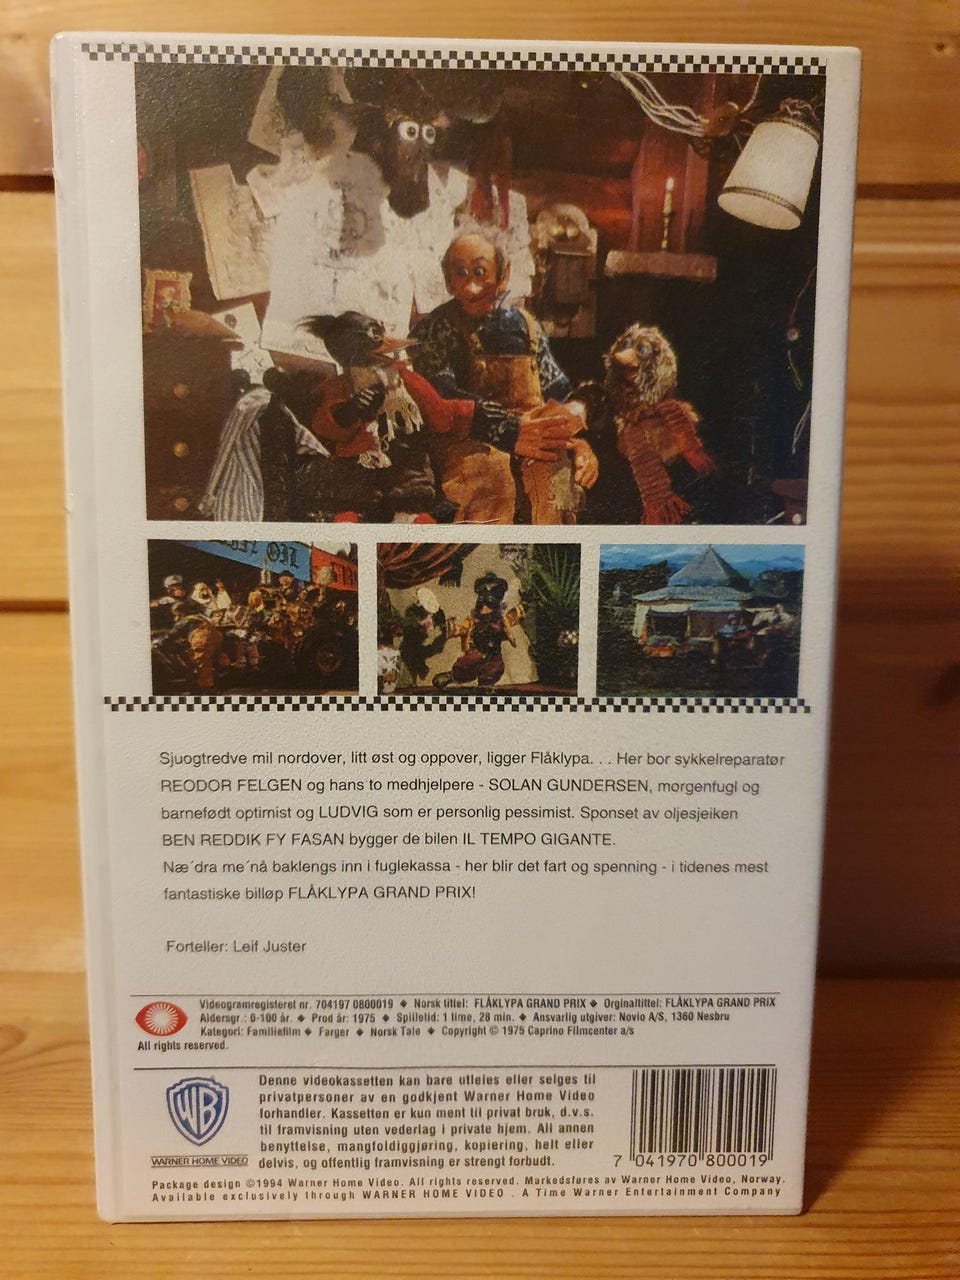 OIL
Sjuogtredve mil nordover, litt øst og oppover, ligger Flåklypa. . . Her bor sykkelreparatør
REODOR FELGEN og hans to medhjelpere - SOLAN GUNDERSEN, morgenfugl og
barnefødt optimist og LUDVIG som er personlig pessimist. Sponset av oljesjeiken
BEN REDDIK FY FASAN bygger de bilen IL TEMPO GIGANTE.
Næ´dra me´nå baklengs inn i fuglekassa - her blir det fart og spenning - i tidenes mest
fantastiske billøp FLÅKLYPA GRAND PRIX!
Forteller: Leif Juster
Videogramregisteret nr. 704197 0800019 ◆ Norsk tittel: FLÅKLYPA GRAND PRIX ◆ Orginaltittel: FLÅKLYPA GRAND PRIX
Aldersgr.: 0-100 år. ◆ Prod år: 1975 ◆ Spilletid: 1 time, 28 min. ◆ Ansvarlig utgiver: Novio A/S, 1360 Nesbru
Kategori: Familiefilm ◆ Farger ◆ Norsk Tale ◆ Copyright © 1975 Caprino Filmcenter a/s
All rights reserved.
Denne videokassetten kan bare utleies eller selges til
privatpersoner av en godkjent Warner Home Video
forhandler. Kassetten er kun ment til privat bruk, d.v.s.
til framvisning uten vederlag i private hjem. All annen
benyttelse, mangfoldiggjøring, kopiering, helt eller
delvis, og offentlig framvisning er strengt forbudt.
WB
WARNER HOME VIDEO
7 041970 800019
Package design ©1994 Warner Home Video. All rights reserved. Markedsføres av Warner Home Video, Norway.
Available exclusively through WARNER HOME VIDEO . A Time Warner Entertainment Company